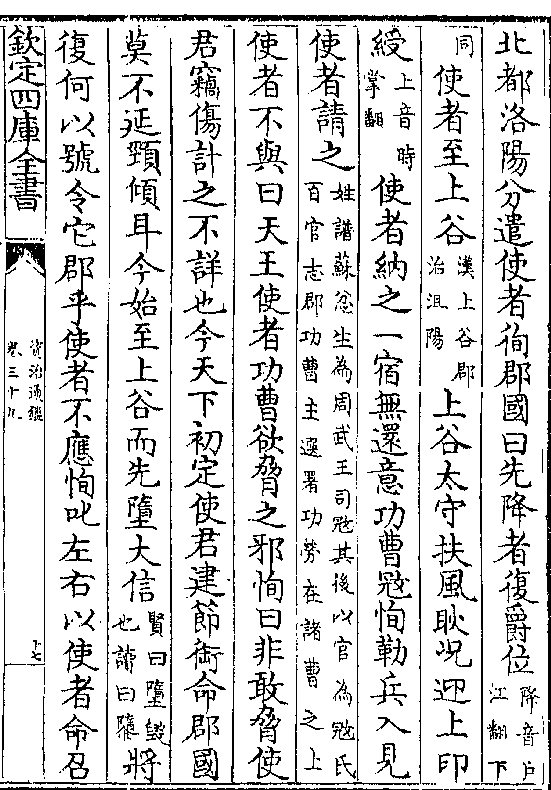 北都洛陽分遣使者徇郡國曰先降者復爵位降音户江翻下
同使者至上谷漢上谷郡治沮陽上谷太守扶風耿况迎上印
綬上音時掌翻使者納之一宿無還意功曹寇恂勒兵入見
使者請之姓譜蘇忿生為周武王司寇其後以官為寇氏百官志郡功曹主選署功勞在諸曹之上
使者不與曰天王使者功曹欲脅之邪恂曰非敢脅使
君竊傷計之不詳也今天下初定使君建節銜命郡國
莫不延頸傾耳今始至上谷而先墮大信賢曰墮毁也讀曰隳將
復何以號令它郡乎使者不應恂叱左右以使者命召
欽定四庫全書
資治通鑑
卷三十九
十七